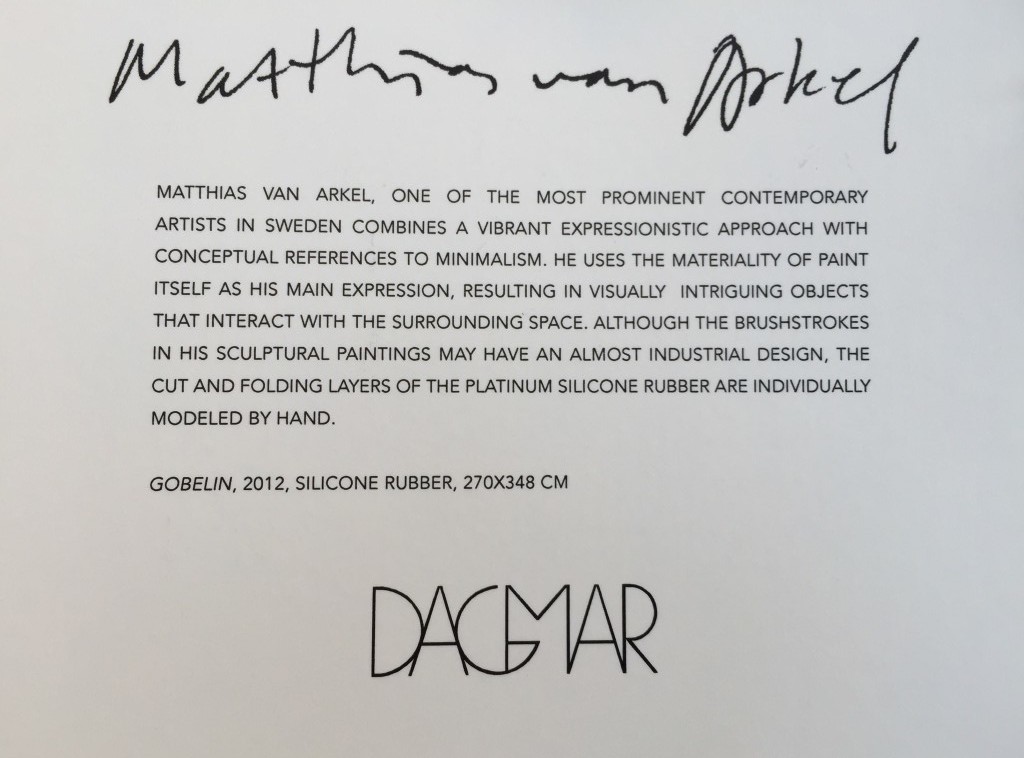 Matthias van Arkel
MATTHIAS VAN ARKEL, ONE OF THE MOST PROMINENT CONTEMPORARY
ARTISTS IN SWEDEN COMBINES A VIBRANT EXPRESSIONISTIC APPROACH WITH
CONCEPTUAL REFERENCES TO MINIMALISM. HE USES THE MATERIALITY OF PAINT
ITSELF AS HIS MAIN EXPRESSION, RESULTING IN VISUALLY INTRIGUING OBJECTS
THAT INTERACT WITH THE SURROUNDING SPACE. ALTHOUGH THE BRUSHSTROKES
IN HIS SCULPTURAL PAINTINGS MAY HAVE AN ALMOST INDUSTRIAL DESIGN, THE
CUT AND FOLDING LAYERS OF THE PLATINUM SILICONE RUBBER ARE INDIVIDUALLY
MODELED BY HAND.
GOBELIN, 2012, SILICONE RUBBER, 270X348 CM
DAGMAR